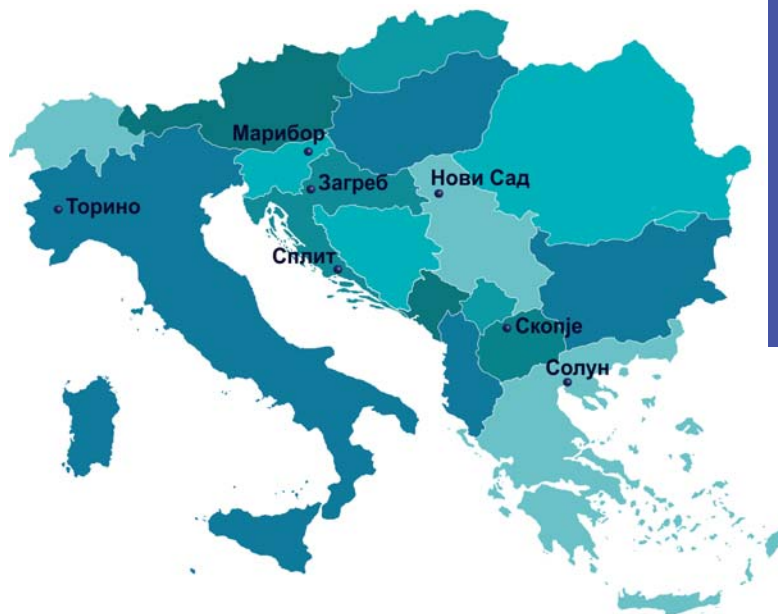 Марибор
Загреб
Нови Сад
Торино
Сплит
Скопје
Солун